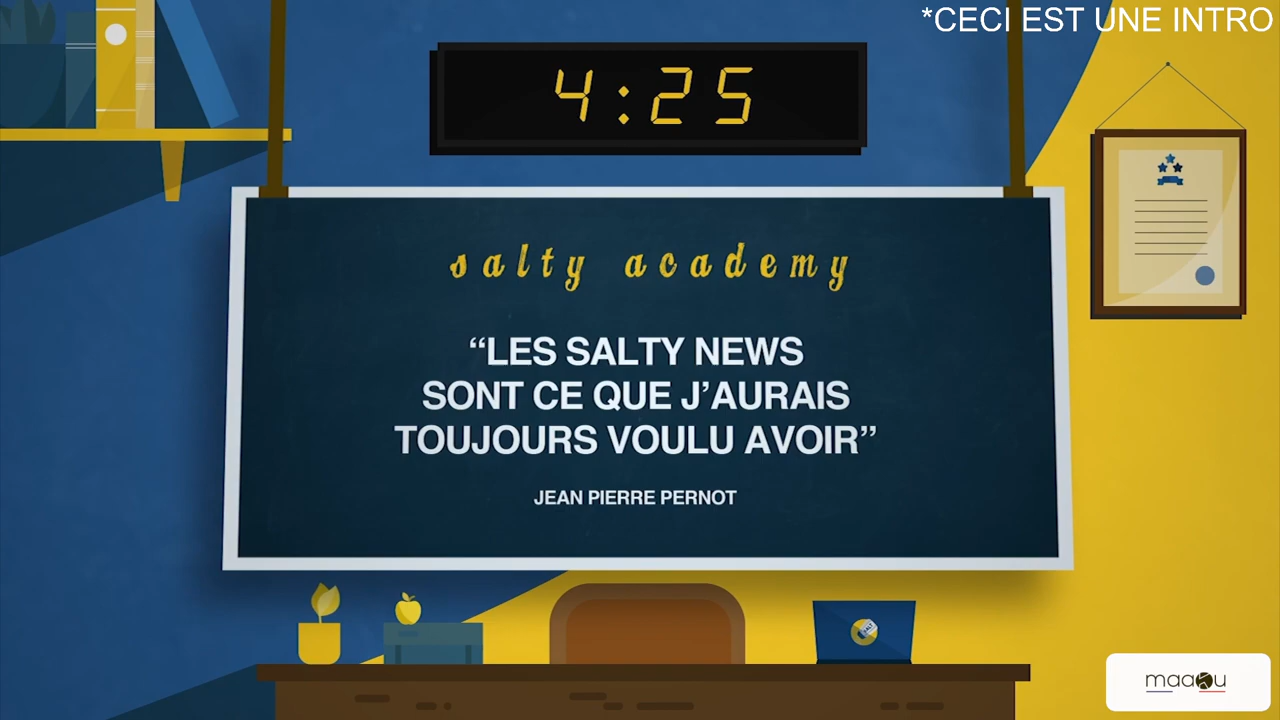 *CECI EST UNE INTRO
4:25
salty academy
“LES SALTY NEWS
SONT CE QUE J’AURAIS
TOUJOURS VOULU AVOIR”
JEAN PIERRE PERNOT
maaKu